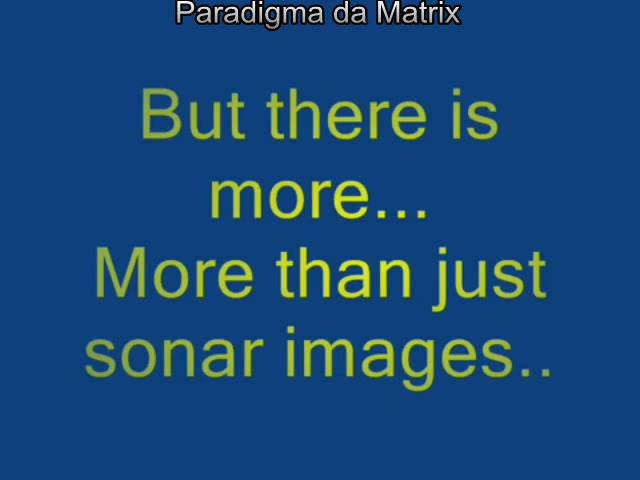 Paradigma da Matrix
But there is
more...
More than just
sonar images..